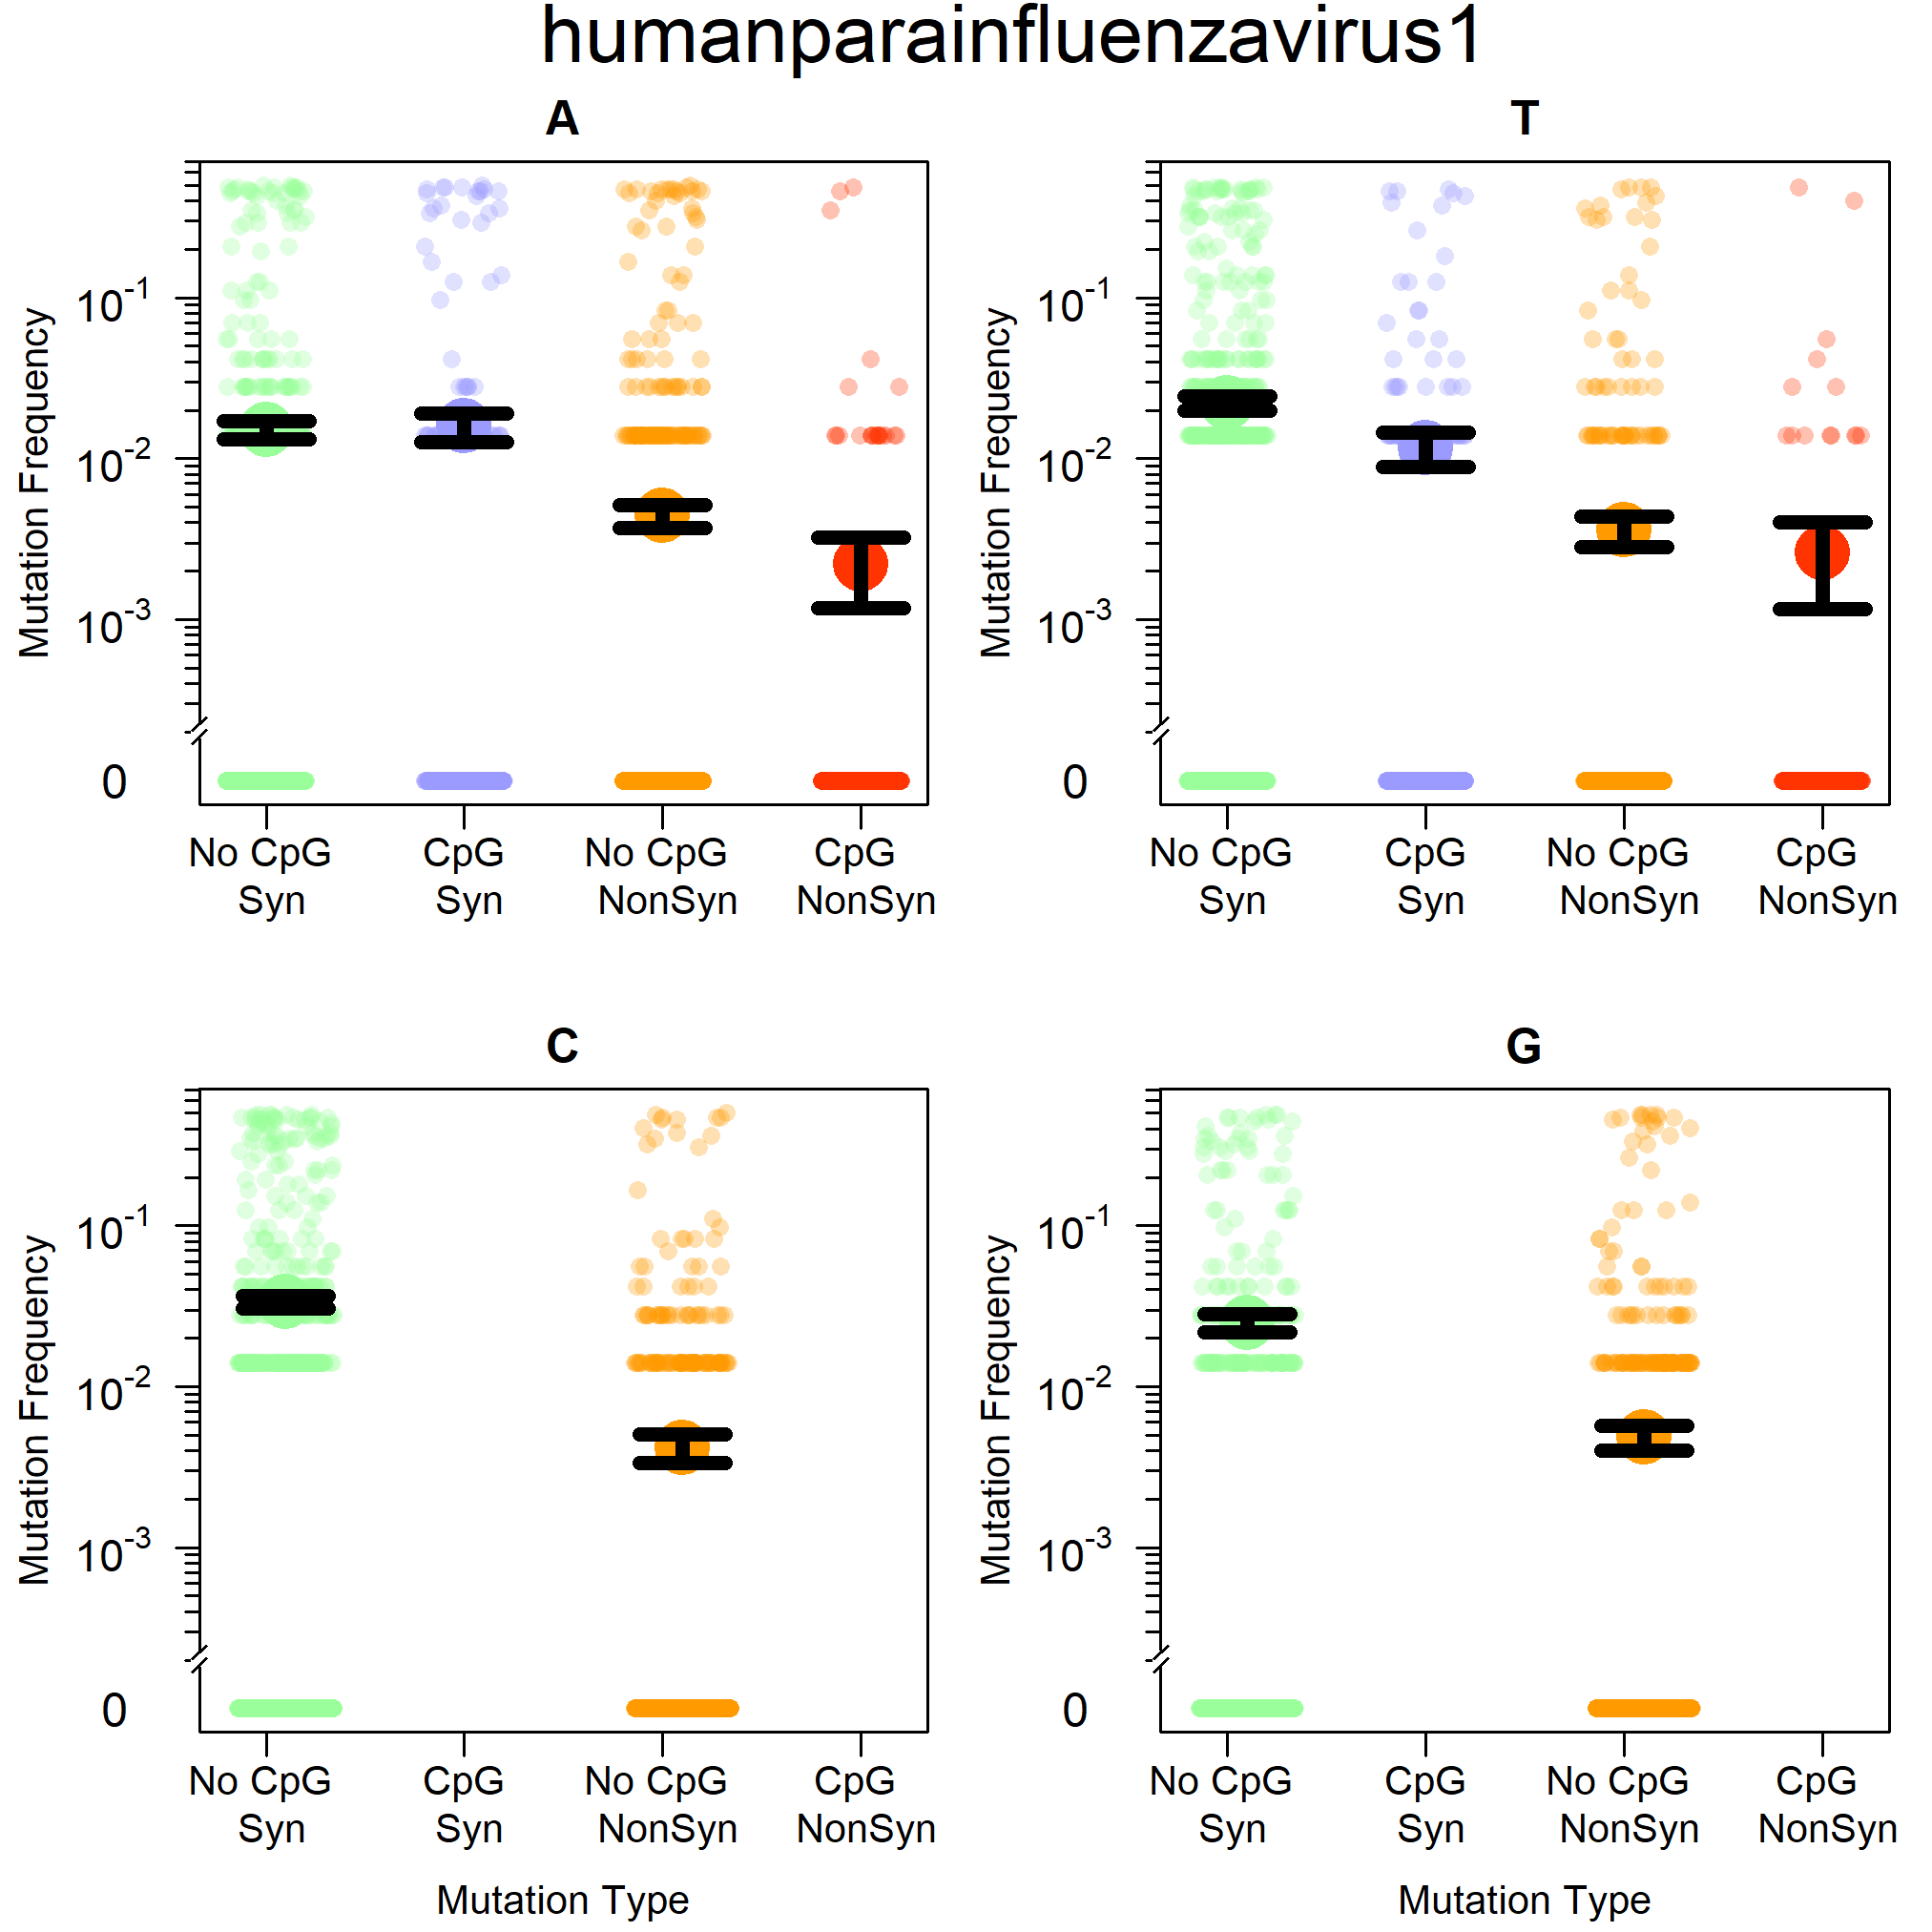 humanparainfluenzavirus1
A
Mutation Frequency
10-1
10-2
10-3
0
No CpG Syn
CpG Syn
No CpG NonSyn
CpG NonSyn
T
Mutation Frequency
10-1
10-2
10-3
0
No CpG Syn
CpG Syn
No CpG NonSyn
CpG NonSyn
C
Mutation Frequency
10-1
10-2
10-3
0
No CpG Syn
CpG Syn
No CpG NonSyn
CpG NonSyn
Mutation Type
G
Mutation Frequency
10-1
10-2
10-3
0
No CpG Syn
CpG Syn
No CpG NonSyn
CpG NonSyn
Mutation Type